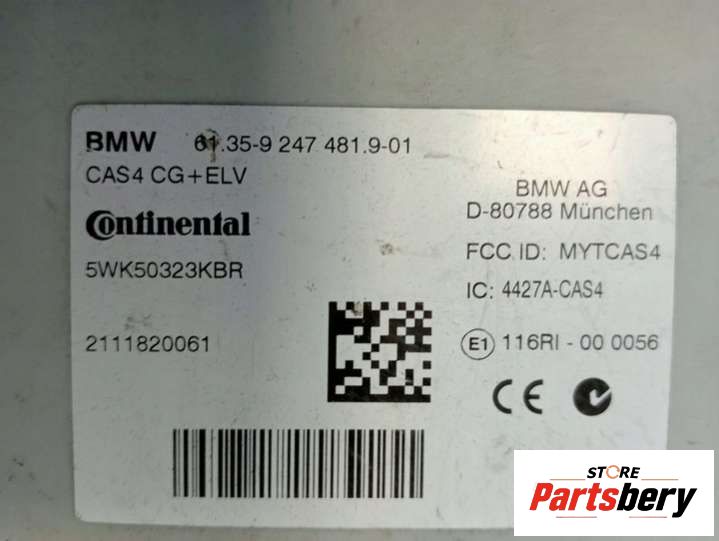 BMW 61.35-9 247 481.9-01
CAS4 CG+ELV
Continental
5WK50323KBR
2111820061
BMW AG
D-80788 München
FCC ID: MYTCAS4
IC: 4427A-CAS4
E1 116RI - 00 0056
CE
STORE
Partsbery